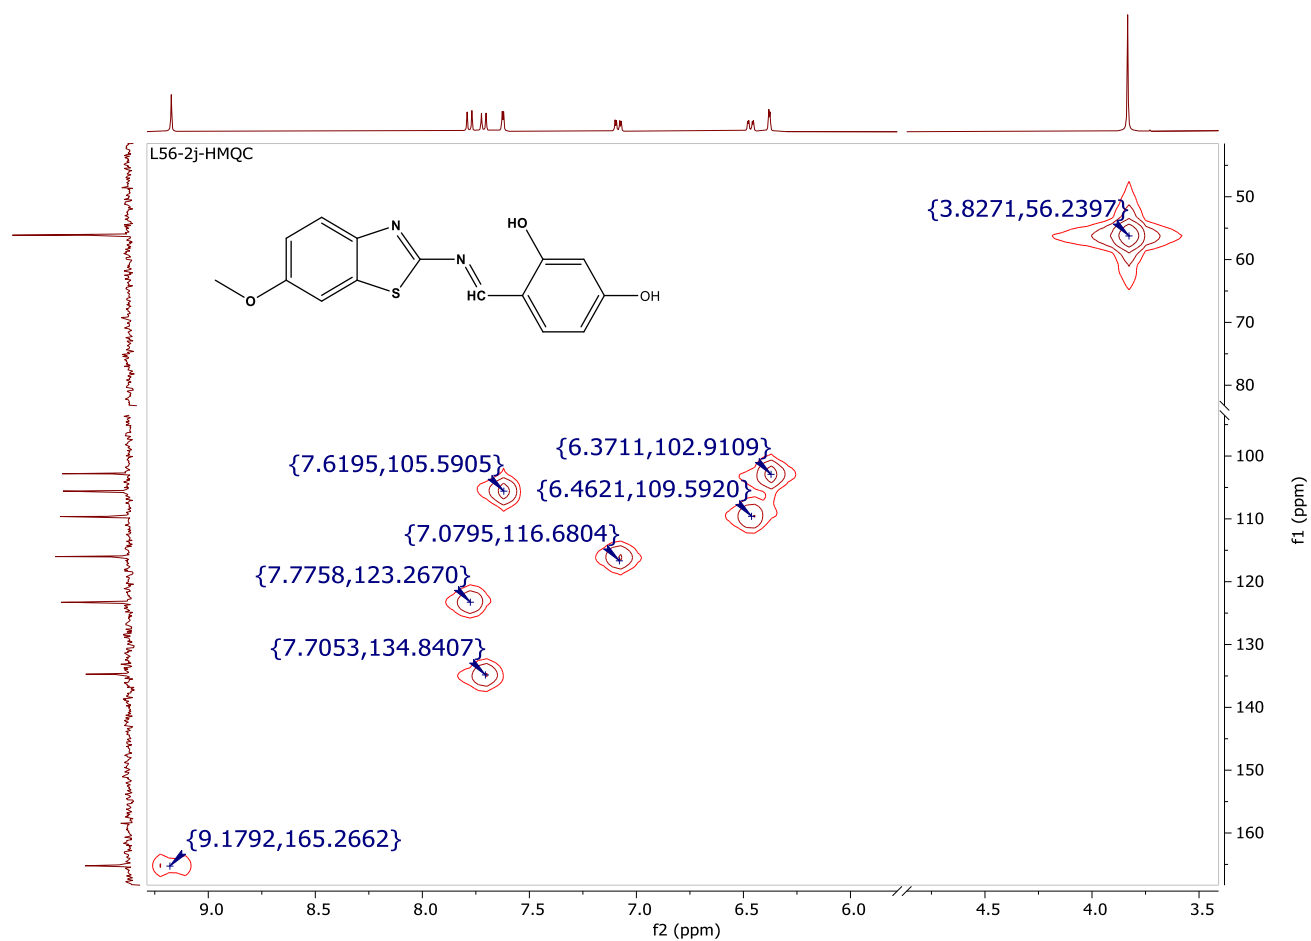 L56-2j-HMQC
{3.8271,56.2397}
HO
N
N
HC
S
O
OH
{6.3711,102.9109}
{7.6195,105.5905}
{6.4621,109.5920}
{7.0795,116.6804}
{7.7758,123.2670}
{7.7053,134.8407}
{9.1792,165.2662}
50
60
70
80
100
110
120
130
140
150
160
f1 (ppm)
9.0 8.5 8.0 7.5 7.0 6.5 6.0 4.5 4.0 3.5
f2 (ppm)